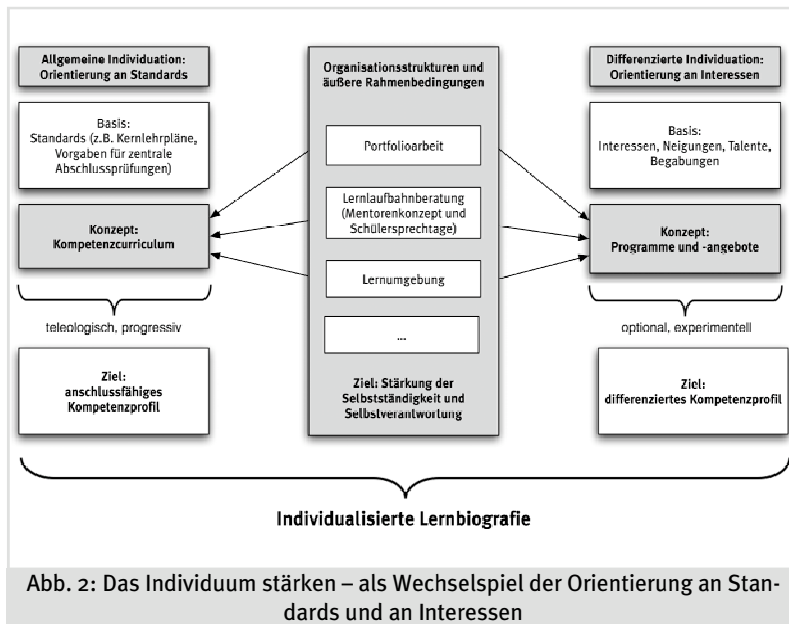 Allgemeine Individuation:
Orientierung an Standards
Basis:
Standards (z.B. Kernlehrpläne,
Vorgaben für zentrale
Abschlussprüfungen)
Konzept:
Kompetenzcurriculum
teleologisch, progressiv
Ziel:
anschlussfähiges
Kompetenzprofil
Organisationsstrukturen und
äußere Rahmenbedingungen
Portfolioarbeit
Lernlaufbahnberatung
(Mentorenkonzept und
Schülersprechtage)
Lernumgebung
...
Ziel: Stärkung der
Selbstständigkeit und
Selbstverantwortung
Differenzierte Individuation:
Orientierung an Interessen
Basis:
Interessen, Neigungen, Talente,
Begabungen
Konzept:
Programme und -angebote
optional, experimentell
Ziel:
differenziertes Kompetenzprofil
Individualisierte Lernbiografie
Abb. 2: Das Individuum stärken – als Wechselspiel der Orientierung an Stan-
dards und an Interessen